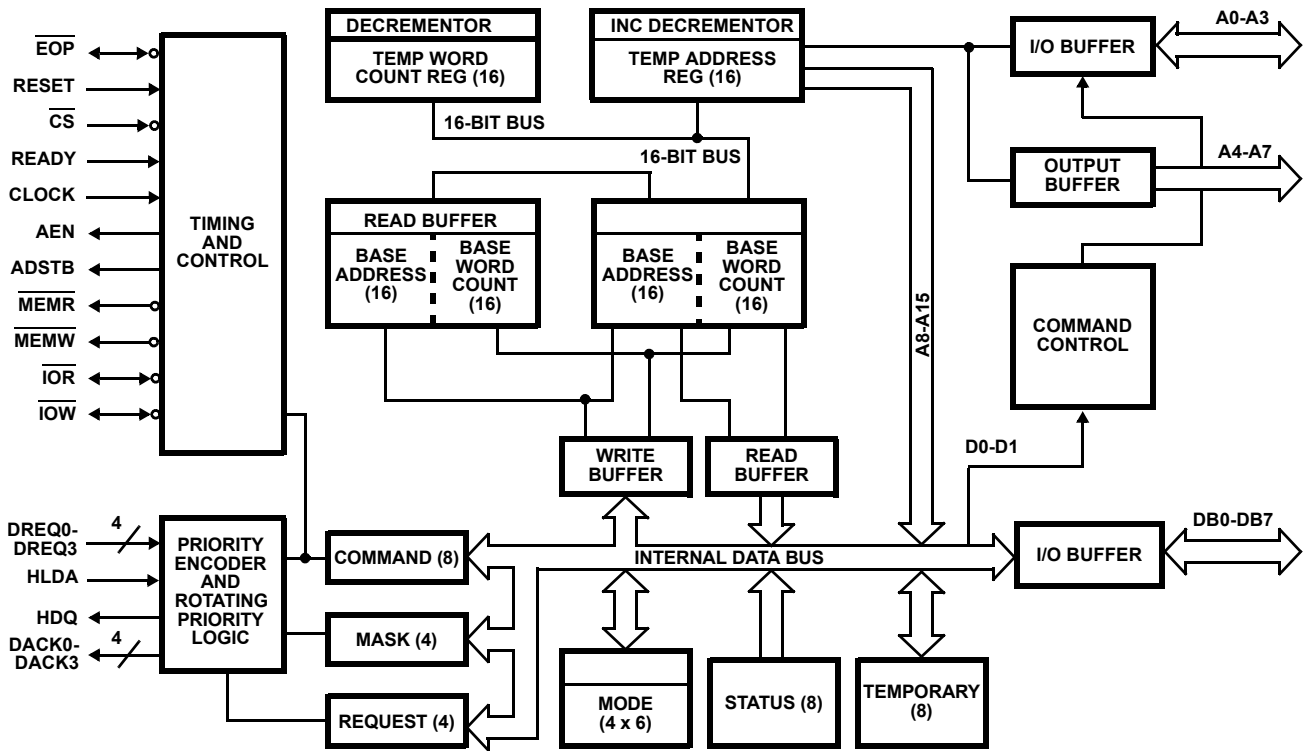 DECREMENTOR
TEMP WORD
COUNT REG (16)
INC DECREMENTOR
TEMP ADDRESS
REG (16)
I/O BUFFER
A0-A3
EOP
RESET
CS
READY
CLOCK
AEN
ADSTB
MEMR
MEMW
IOR
IOW
TIMING
AND
CONTROL
16-BIT BUS
16-BIT BUS
OUTPUT
BUFFER
A4-A7
READ BUFFER
BASE
ADDRESS
(16)
BASE
WORD
COUNT
(16)
BASE
ADDRESS
(16)
BASE
WORD
COUNT
(16)
A8-A15
COMMAND
CONTROL
WRITE
BUFFER
READ
BUFFER
D0-D1
DREQ0-
DREQ3
4
HLDA
HDQ
DACK0-
DACK3
4
PRIORITY
ENCODER
AND
ROTATING
PRIORITY
LOGIC
COMMAND (8)
MASK (4)
REQUEST (4)
INTERNAL DATA BUS
I/O BUFFER
DB0-DB7
MODE
(4 x 6)
STATUS (8)
TEMPORARY
(8)